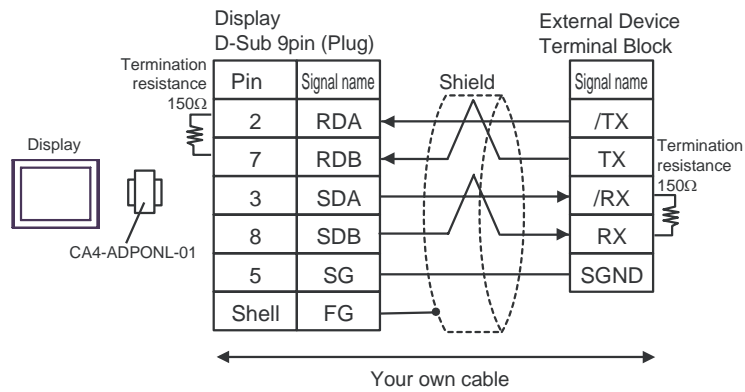 Display
D-Sub 9pin (Plug)
External Device
Terminal Block
Termination
resistance
150Ω
Pin
Signal name
Shield
Signal name
2
RDA
/TX
7
RDB
TX
Termination
resistance
150Ω
Display
3
SDA
/RX
8
SDB
RX
CA4-ADPONL-01
5
SG
SGND
Shell
FG
Your own cable